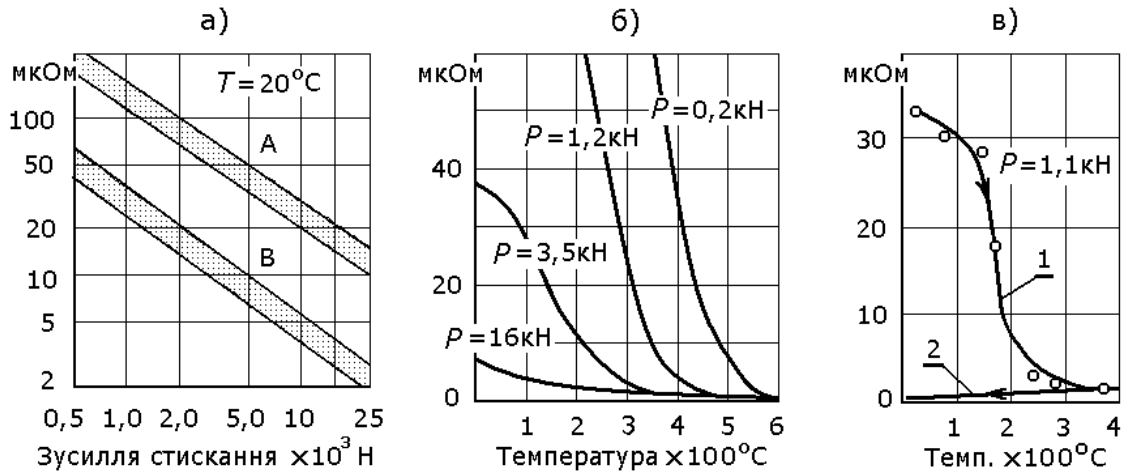 а)
мкОм
T=20°C
100
A
50
20
B
10
5
2
0,5 1,0 2,0 5,0 10 25
Зусилля стискання ×10³ Н
б)
мкОм
P=0,2кН
P=1,2кН
40
P=3,5кН
20
P=16кН
0
1 2 3 4 5 6
Температура ×100°C
в)
мкОм
30
P=1,1кН
20
1
10
2
0
1 2 3 4
Темп. ×100°C